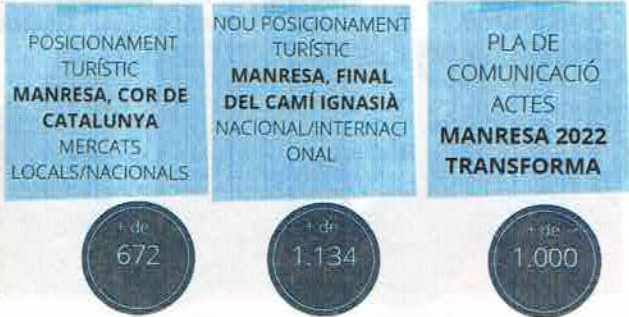 POSICIONAMENT
TURÍSTIC
MANRESA, COR DE
CATALUNYA
MERCATS
LOCALS/NACIONALS
NOU POSICIONAMENT
TURÍSTIC
MANRESA, FINAL
DEL CAMÍ IGNASIÀ
NACIONAL/INTERNACI
ONAL
PLA DE
COMUNICACIÓ
ACTES
MANRESA 2022
TRANSFORMA
+ de
672
+ de
1.134
+ de
1.000